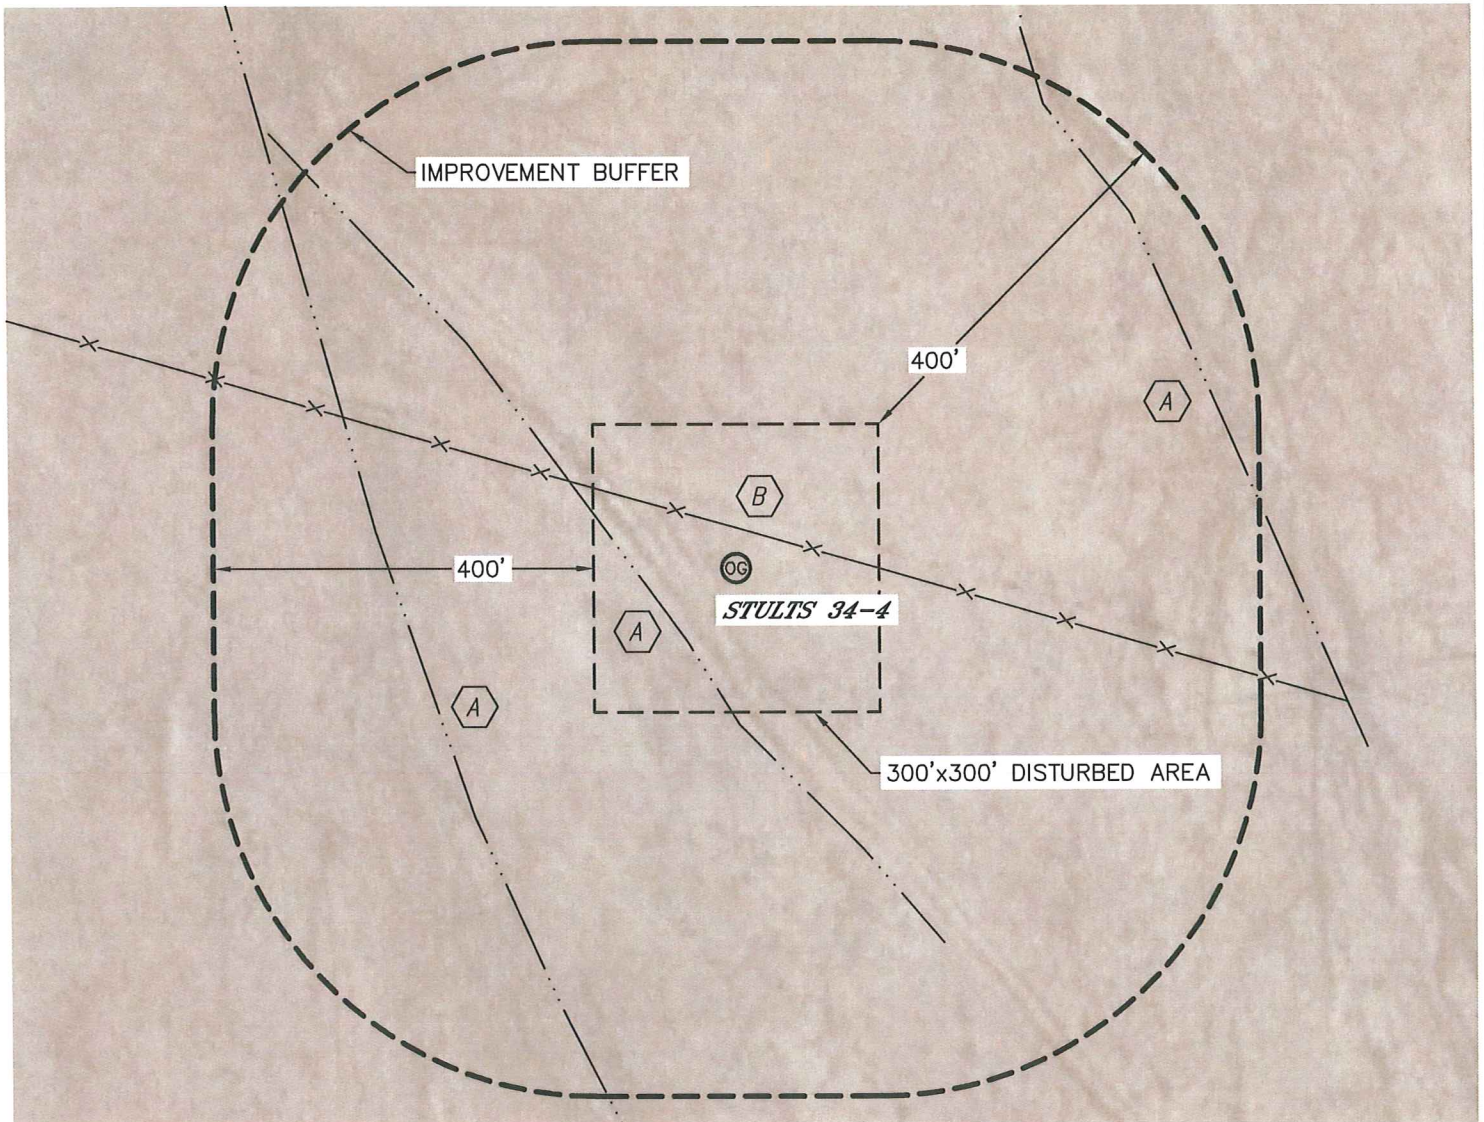 IMPROVEMENT BUFFER
400'
A
B
400'
OG
STULTS 34-4
A
A
300'x300' DISTURBED AREA